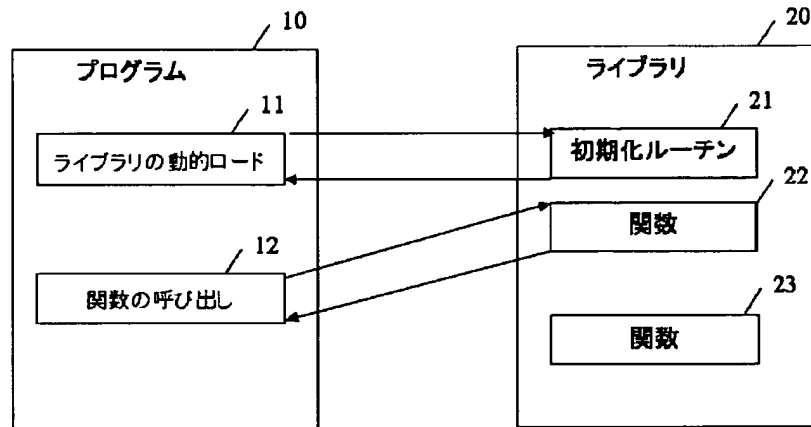 10
プログラム
11
ライブラリの動的ロード
12
関数の呼び出し
20
ライブラリ
21
初期化ルーチン
22
関数
23
関数